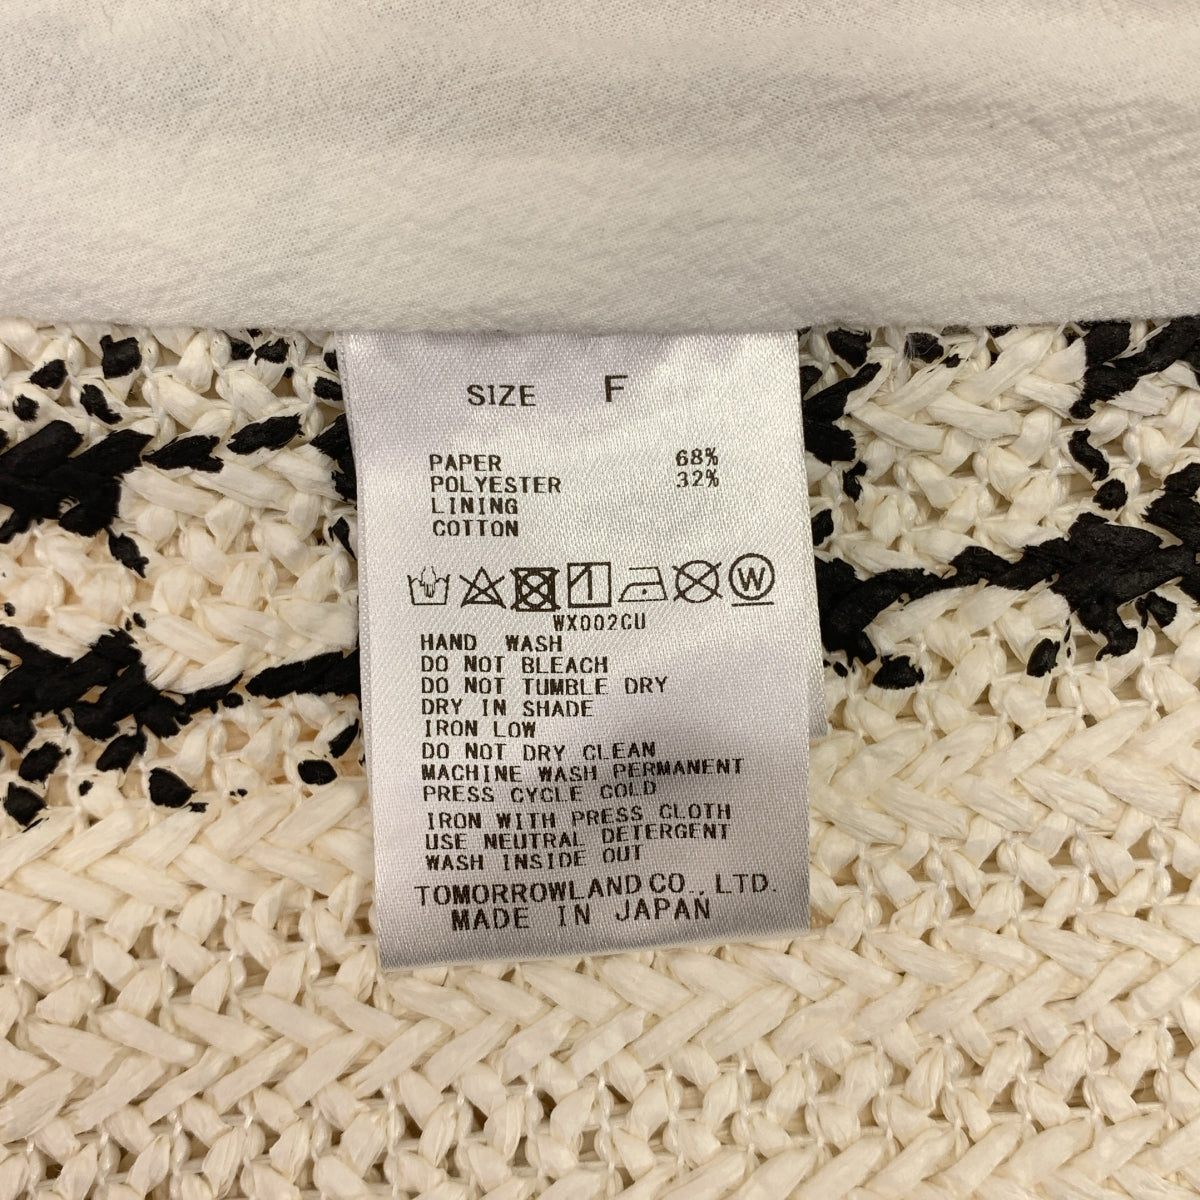 SIZE F
PAPER 68%
POLYESTER 32%
LINING
COTTON
W
WX002CU
HAND WASH
DO NOT BLEACH
DO NOT TUMBLE DRY
DRY IN SHADE
IRON LOW
DO NOT DRY CLEAN
MACHINE WASH PERMANENT
PRESS CYCLE COLD
IRON WITH PRESS CLOTH
USE NEUTRAL DETERGENT
WASH INSIDE OUT
TOMORROWLAND CO., LTD.
MADE IN JAPAN